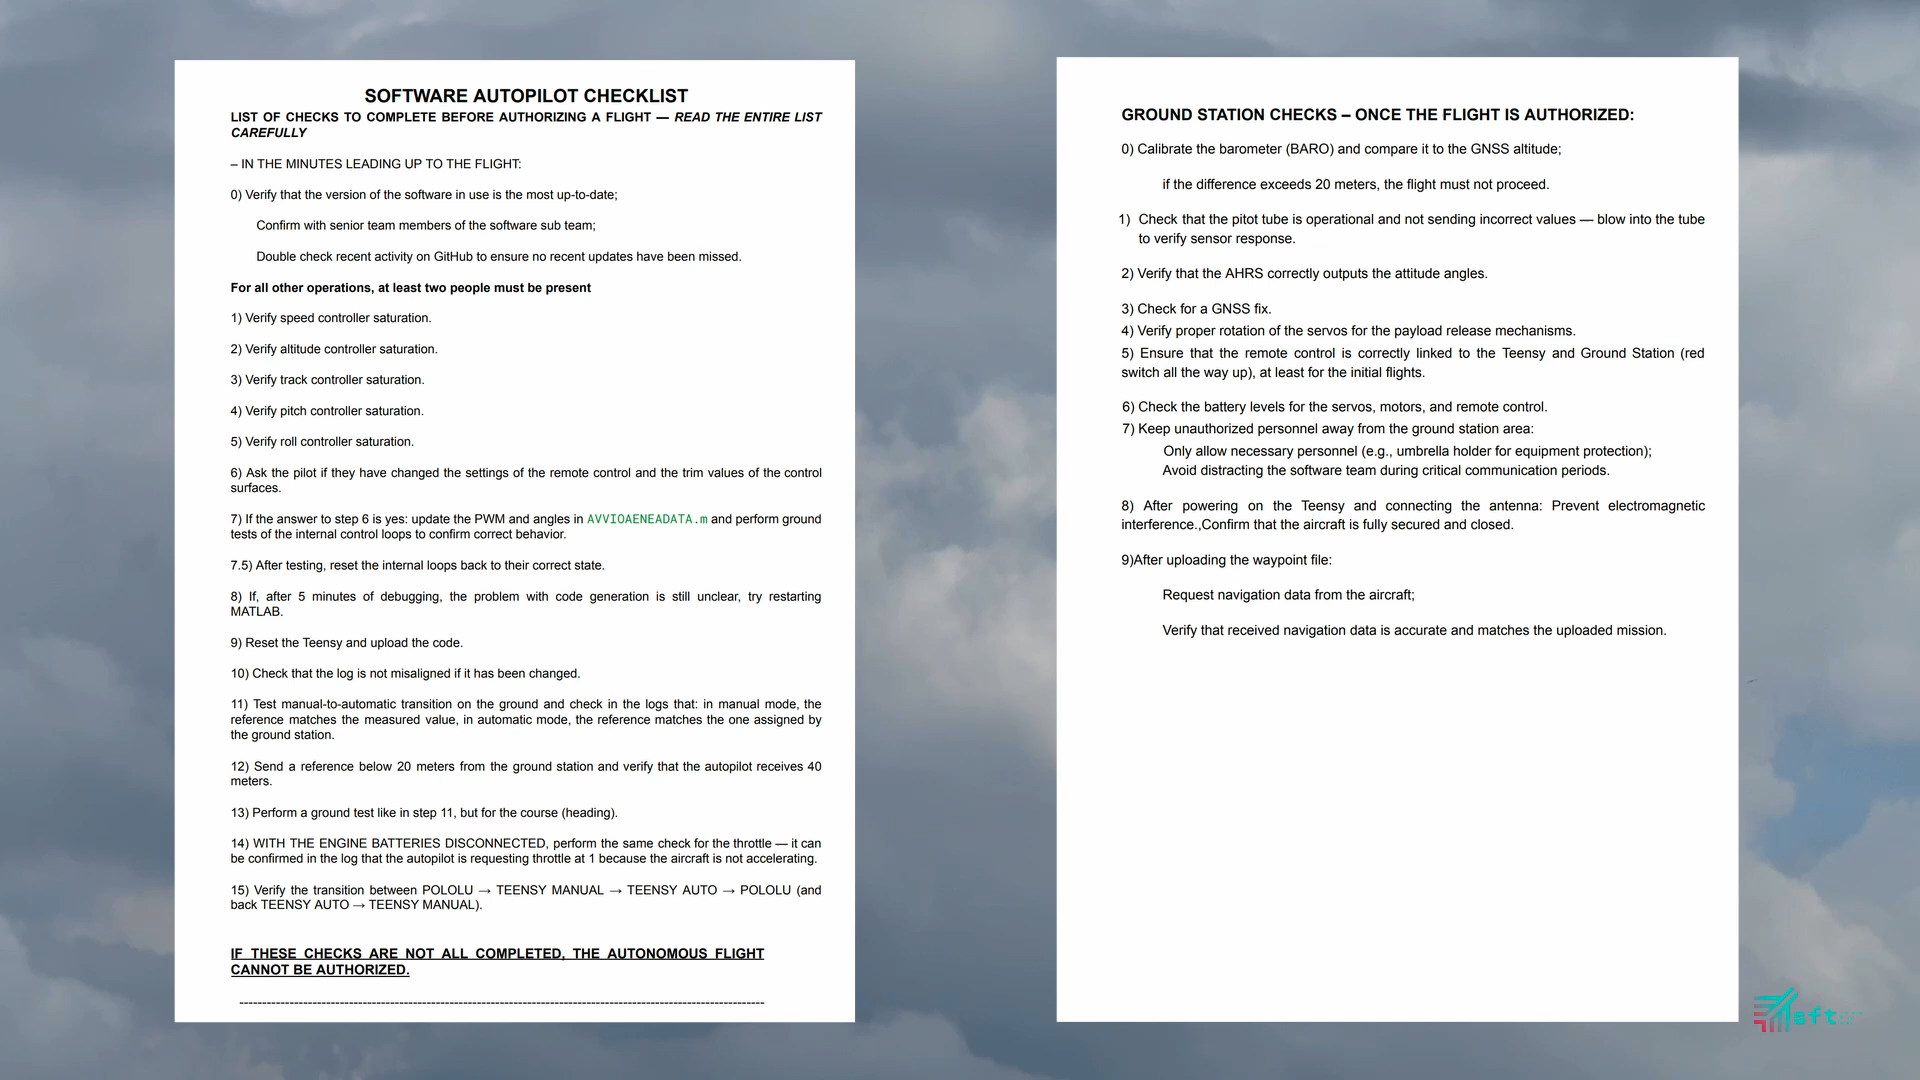 SOFTWARE AUTOPILOT CHECKLIST
LIST OF CHECKS TO COMPLETE BEFORE AUTHORIZING A FLIGHT — READ THE ENTIRE LIST
CAREFULLY
– IN THE MINUTES LEADING UP TO THE FLIGHT:
0) Verify that the version of the software in use is the most up-to-date;
Confirm with senior team members of the software sub team;
Double check recent activity on GitHub to ensure no recent updates have been missed.
For all other operations, at least two people must be present
1) Verify speed controller saturation.
2) Verify altitude controller saturation.
3) Verify track controller saturation.
4) Verify pitch controller saturation.
5) Verify roll controller saturation.
6) Ask the pilot if they have changed the settings of the remote control and the trim values of the control
surfaces.
7) If the answer to step 6 is yes: update the PWM and angles in AVVIOAENEADATA.m and perform ground
tests of the internal control loops to confirm correct behavior.
7.5) After testing, reset the internal loops back to their correct state.
8) If, after 5 minutes of debugging, the problem with code generation is still unclear, try restarting
MATLAB.
9) Reset the Teensy and upload the code.
10) Check that the log is not misaligned if it has been changed.
11) Test manual-to-automatic transition on the ground and check in the logs that: in manual mode, the
reference matches the measured value, in automatic mode, the reference matches the one assigned by
the ground station.
12) Send a reference below 20 meters from the ground station and verify that the autopilot receives 40
meters.
13) Perform a ground test like in step 11, but for the course (heading).
14) WITH THE ENGINE BATTERIES DISCONNECTED, perform the same check for the throttle — it can
be confirmed in the log that the autopilot is requesting throttle at 1 because the aircraft is not accelerating.
15) Verify the transition between POLOLU → TEENSY MANUAL → TEENSY AUTO → POLOLU (and
back TEENSY AUTO → TEENSY MANUAL).
IF THESE CHECKS ARE NOT ALL COMPLETED, THE AUTONOMOUS FLIGHT
CANNOT BE AUTHORIZED.
GROUND STATION CHECKS – ONCE THE FLIGHT IS AUTHORIZED:
0) Calibrate the barometer (BARO) and compare it to the GNSS altitude;
if the difference exceeds 20 meters, the flight must not proceed.
1) Check that the pitot tube is operational and not sending incorrect values — blow into the tube
to verify sensor response.
2) Verify that the AHRS correctly outputs the attitude angles.
3) Check for a GNSS fix.
4) Verify proper rotation of the servos for the payload release mechanisms.
5) Ensure that the remote control is correctly linked to the Teensy and Ground Station (red
switch all the way up), at least for the initial flights.
6) Check the battery levels for the servos, motors, and remote control.
7) Keep unauthorized personnel away from the ground station area:
Only allow necessary personnel (e.g., umbrella holder for equipment protection);
Avoid distracting the software team during critical communication periods.
8) After powering on the Teensy and connecting the antenna: Prevent electromagnetic
interference.,Confirm that the aircraft is fully secured and closed.
9)After uploading the waypoint file:
Request navigation data from the aircraft;
Verify that received navigation data is accurate and matches the uploaded mission.
sft